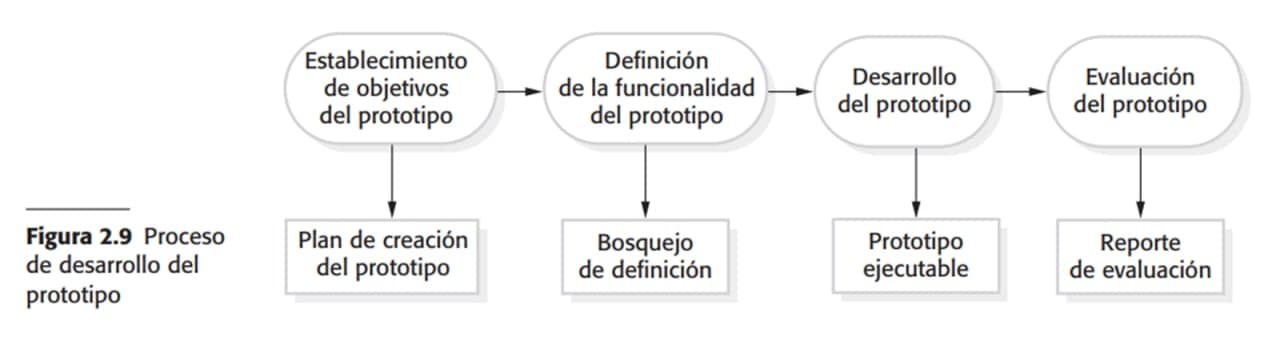 Establecimiento
de objetivos
del prototipo
Definición
de la funcionalidad
del prototipo
Desarrollo
del prototipo
Evaluación
del prototipo
Plan de creación
del prototipo
Bosquejo
de definición
Prototipo
ejecutable
Reporte
de evaluación
Figura 2.9 Proceso
de desarrollo del
prototipo